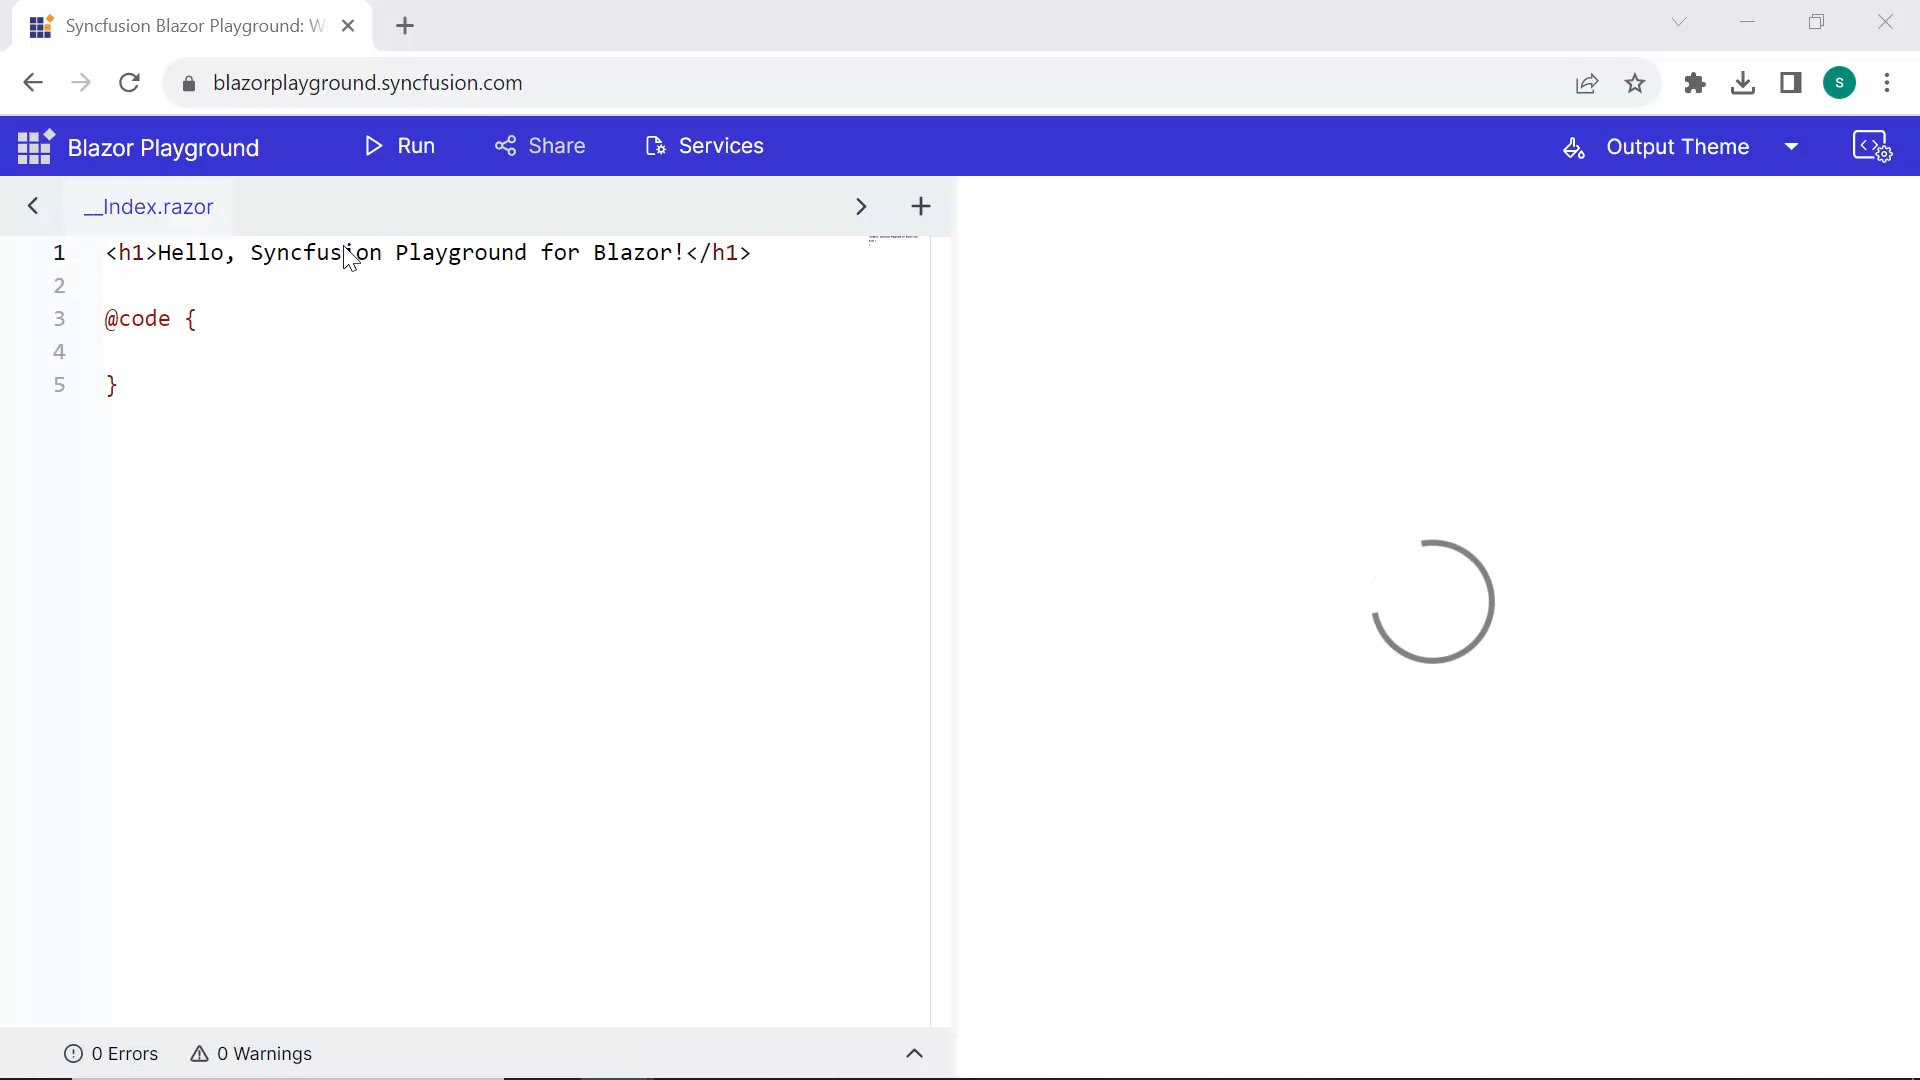 Syncfusion Blazor Playground: W
blazorplayground.syncfusion.com
S
Blazor Playground
Run
Share
Services
Output Theme
__Index.razor
1 <h1>Hello, Syncfusion Playground for Blazor!</h1>
2
3 @code {
4
5 }
0 Errors
0 Warnings